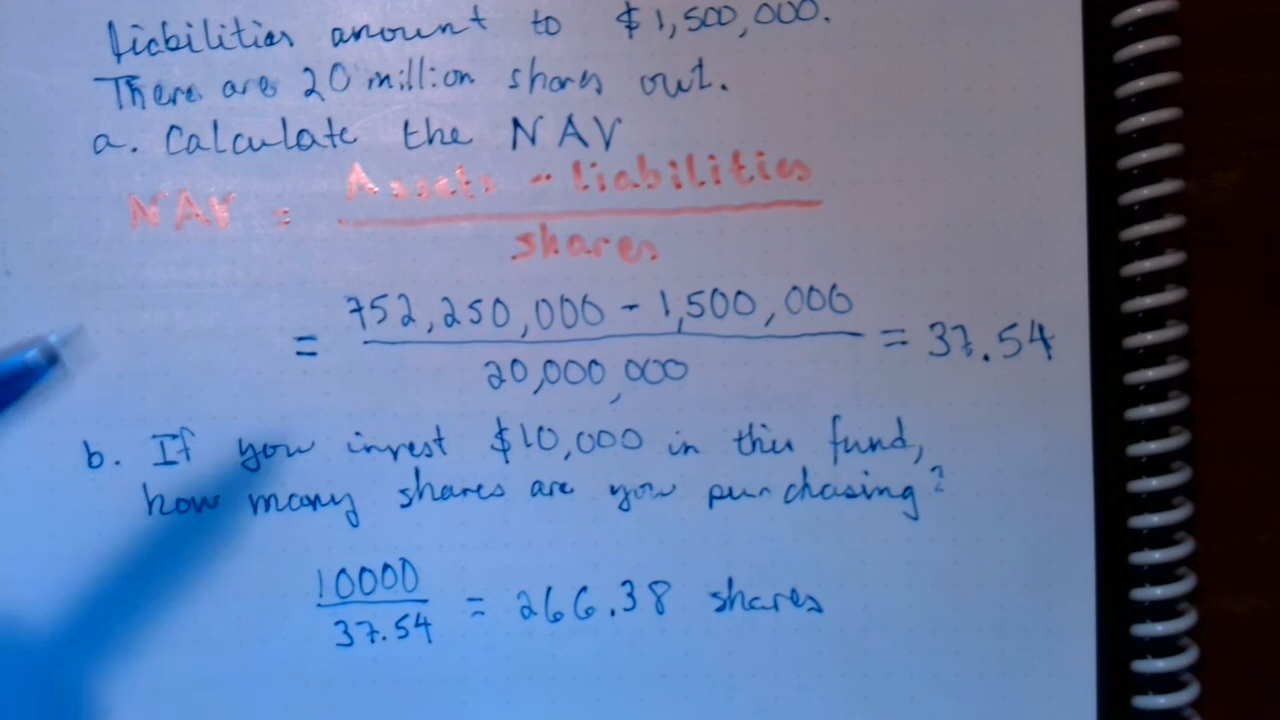 Liabilities amount to $1,500,000.
There are 20 million shares out.
a. Calculate the NAV
NAV = Assets - Liabilities
shares
= 752,250,000 - 1,500,000 = 37.54
20,000,000
b. If you invest $10,000 in this fund,
how many shares are you purchasing?
10000
37.54 = 266.38 shares